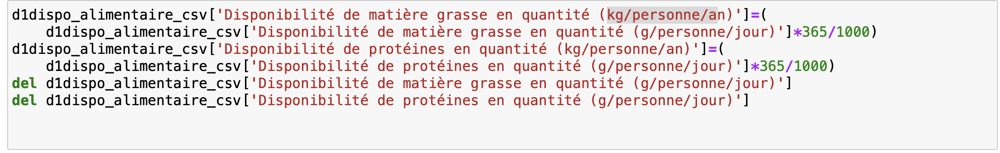 d1dispo_alimentaire_csv['Disponibilité de matière grasse en quantité (kg/personne/an)']=(
    d1dispo_alimentaire_csv['Disponibilité de matière grasse en quantité (g/personne/jour)']*365/1000)
d1dispo_alimentaire_csv['Disponibilité de protéines en quantité (kg/personne/an)']=(
    d1dispo_alimentaire_csv['Disponibilité de protéines en quantité (g/personne/jour)']*365/1000)
del d1dispo_alimentaire_csv['Disponibilité de matière grasse en quantité (g/personne/jour)']
del d1dispo_alimentaire_csv['Disponibilité de protéines en quantité (g/personne/jour)']